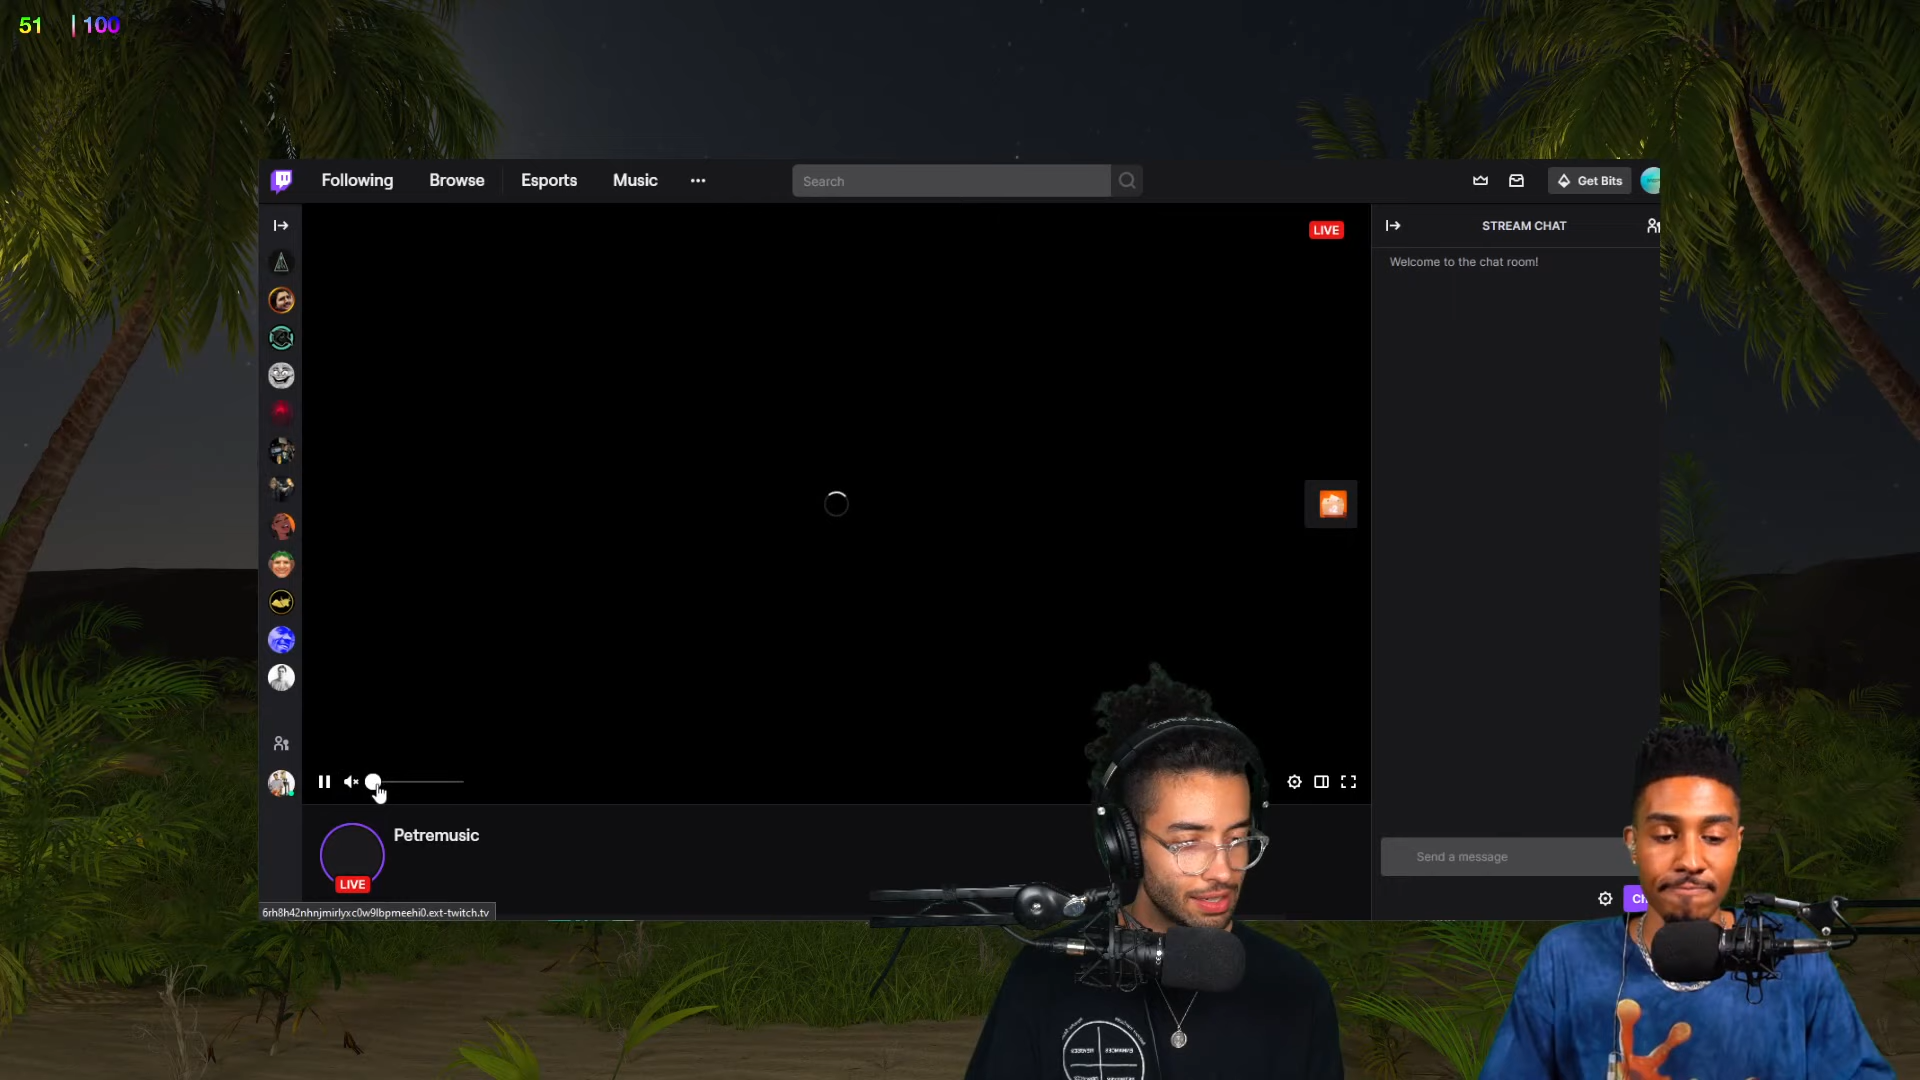 51 | 100
Following Browse Esports Music ••• Search Get Bits
LIVE
STREAM CHAT
Welcome to the chat room!
Petremusic
LIVE
Send a message
Ch
6rh8h42nhnjmirlyxc0w9lbpmeehi0.ext-twitch.tv